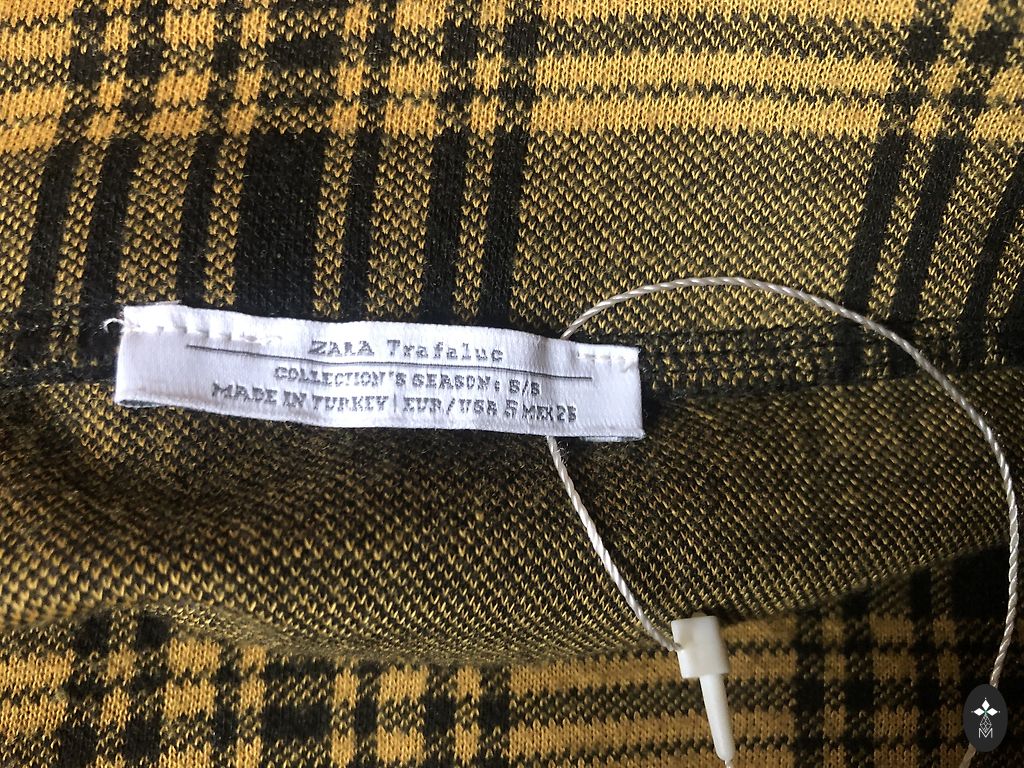 ZARA Trafaluc
COLLECTION'S SEASON: S/S
MADE IN TURKEY | EUR/USA S MEX 26
M